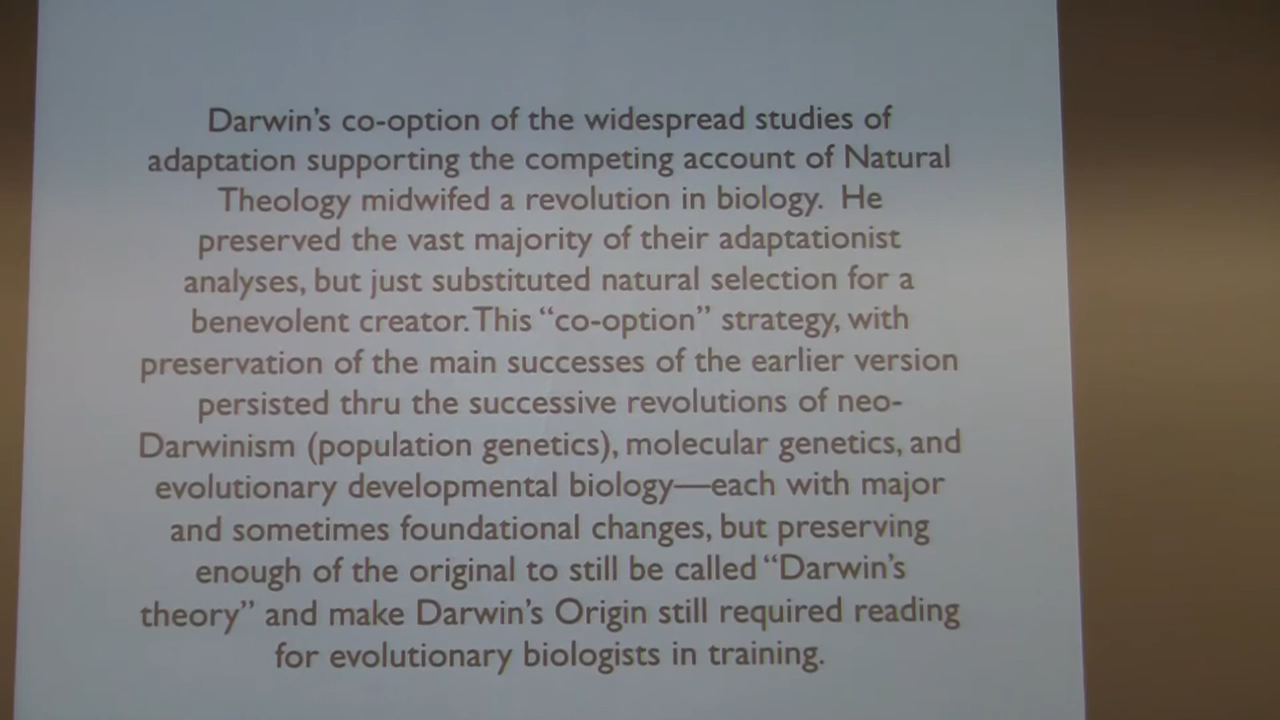 Darwin's co-option of the widespread studies of
adaptation supporting the competing account of Natural
Theology midwifed a revolution in biology.  He
preserved the vast majority of their adaptationist
analyses, but just substituted natural selection for a
benevolent creator. This “co-option” strategy, with
preservation of the main successes of the earlier version
persisted thru the successive revolutions of neo-
Darwinism (population genetics), molecular genetics, and
evolutionary developmental biology—each with major
and sometimes foundational changes, but preserving
enough of the original to still be called “Darwin's
theory” and make Darwin's Origin still required reading
for evolutionary biologists in training.